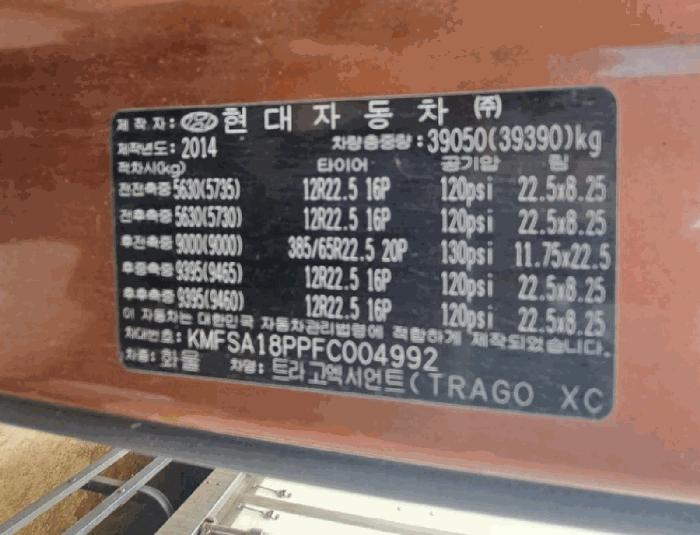 제작자: 현대자동차 ㈜
제작년도: 2014 차량총중량: 39050(39390)kg
적차시(kg) 타이어 공기압 림
전전축중 5630(5735) 12R22.5 16P 120psi 22.5x8.25
전후축중 5630(5730) 12R22.5 16P 120psi 22.5x8.25
후전축중 9000(9000) 385/65R22.5 20P 130psi 11.75x22.5
후중축중 9395(9465) 12R22.5 16P 120psi 22.5x8.25
후후축중 9395(9460) 12R22.5 16P 120psi 22.5x8.25
이 자동차는 대한민국 자동차관리법령에 적합하게 제작되었습니다.
차대번호: KMFSA18PPFC004992
차종: 화물 차명: 트라고엑시언트(TRAGO XC